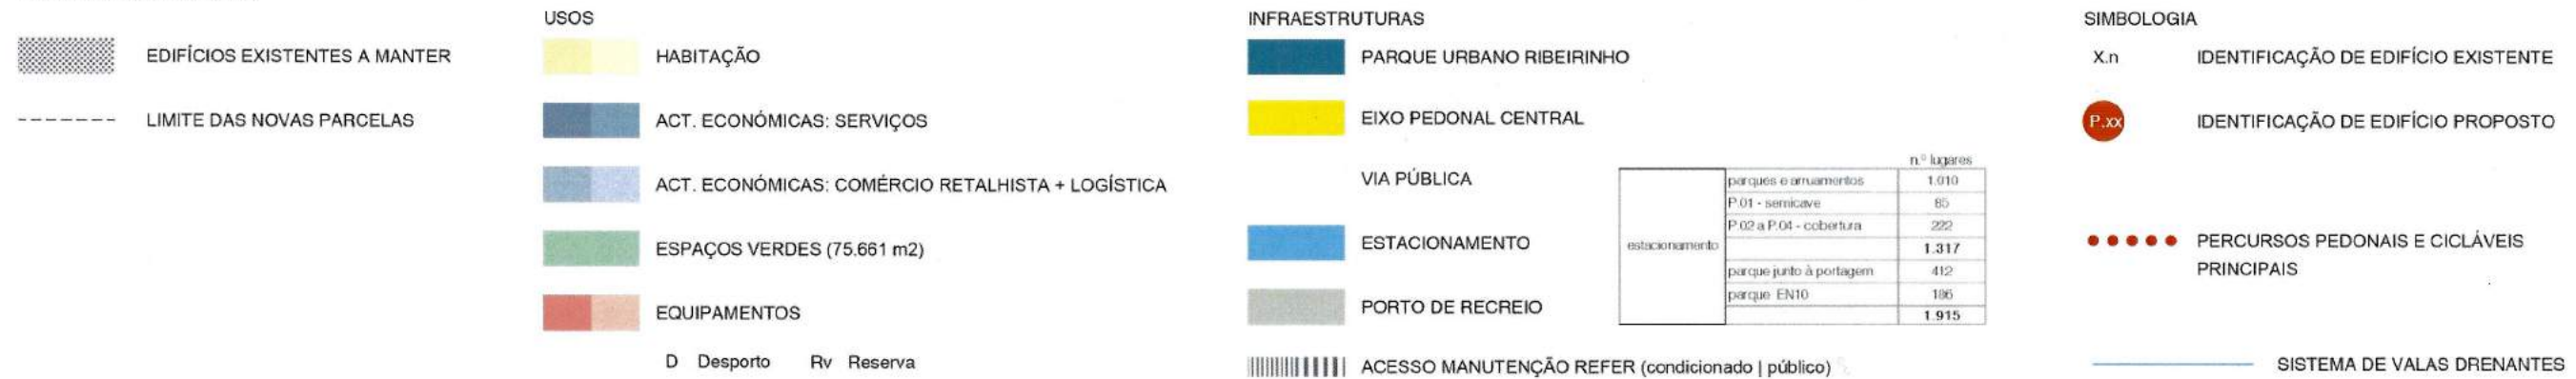 EDIFÍCIOS EXISTENTES A MANTER
LIMITE DAS NOVAS PARCELAS
USOS
HABITAÇÃO
ACT. ECONÓMICAS: SERVIÇOS
ACT. ECONÓMICAS: COMÉRCIO RETALHISTA + LOGÍSTICA
ESPAÇOS VERDES (75.661 m2)
EQUIPAMENTOS
D Desporto Rv Reserva
INFRAESTRUTURAS
PARQUE URBANO RIBEIRINHO
EIXO PEDONAL CENTRAL
VIA PÚBLICA
ESTACIONAMENTO
PORTO DE RECREIO
ACESSO MANUTENÇÃO REFER (condicionado | público)
n.º lugares
estacionamento
parques e arruamentos 1.010
P.01 - semicave 85
P.02 a P.04 - cobertura 222
1.317
parque junto à portagem 412
parque EN10 186
1.915
SIMBOLOGIA
X.n IDENTIFICAÇÃO DE EDIFÍCIO EXISTENTE
P.xx IDENTIFICAÇÃO DE EDIFÍCIO PROPOSTO
PERCURSOS PEDONAIS E CICLÁVEIS
PRINCIPAIS
SISTEMA DE VALAS DRENANTES